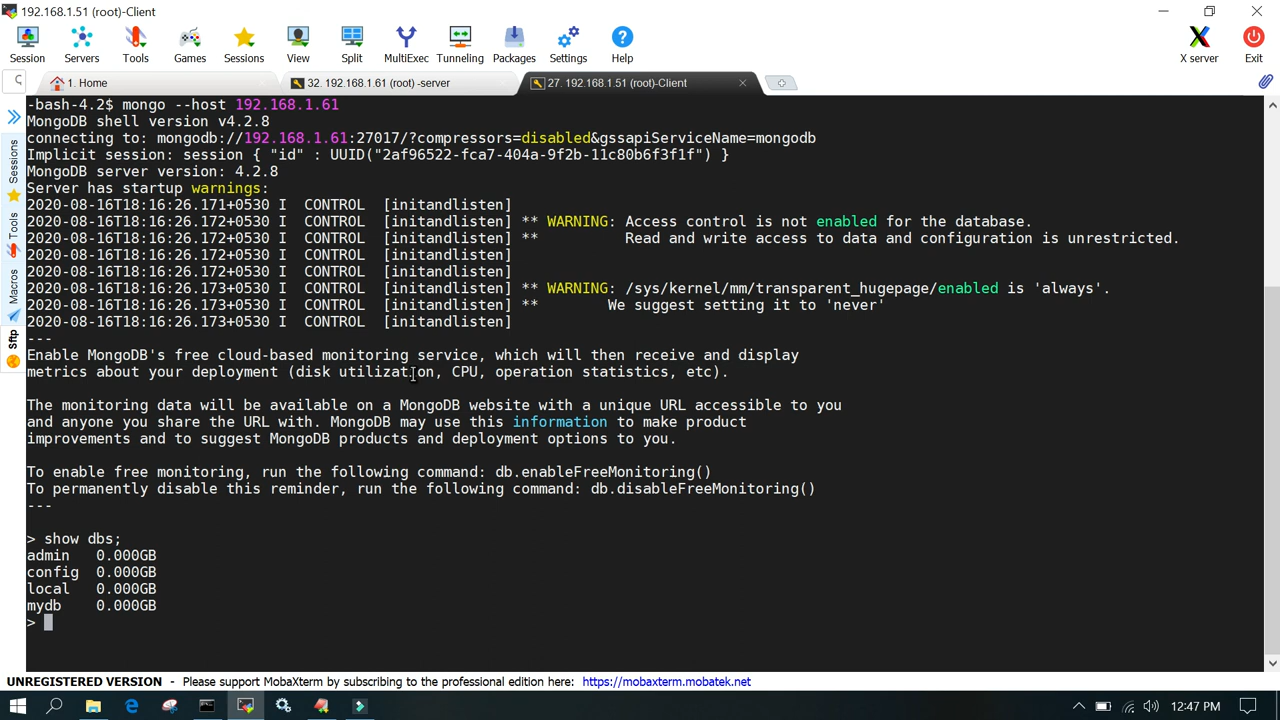 192.168.1.51 (root)-Client
Session
Servers
Tools
Games
Sessions
View
Split
MultiExec
Tunneling
Packages
Settings
Help
X server
Exit
1. Home
32. 192.168.1.61 (root) -server
27. 192.168.1.51 (root)-Client
Sessions
Tools
Macros
Sftp
-bash-4.2$ mongo --host 192.168.1.61
MongoDB shell version v4.2.8
connecting to: mongodb://192.168.1.61:27017/?compressors=disabled&gssapiServiceName=mongodb
Implicit session: session { "id" : UUID("2af96522-fca7-404a-9f2b-11c80b6f3f1f") }
MongoDB server version: 4.2.8
Server has startup warnings:
2020-08-16T18:16:26.171+0530 I  CONTROL  [initandlisten]
2020-08-16T18:16:26.172+0530 I  CONTROL  [initandlisten] ** WARNING: Access control is not enabled for the database.
2020-08-16T18:16:26.172+0530 I  CONTROL  [initandlisten] **          Read and write access to data and configuration is unrestricted.
2020-08-16T18:16:26.172+0530 I  CONTROL  [initandlisten]
2020-08-16T18:16:26.172+0530 I  CONTROL  [initandlisten]
2020-08-16T18:16:26.173+0530 I  CONTROL  [initandlisten] ** WARNING: /sys/kernel/mm/transparent_hugepage/enabled is 'always'.
2020-08-16T18:16:26.173+0530 I  CONTROL  [initandlisten] **        We suggest setting it to 'never'
2020-08-16T18:16:26.173+0530 I  CONTROL  [initandlisten]
---
Enable MongoDB's free cloud-based monitoring service, which will then receive and display
metrics about your deployment (disk utilization, CPU, operation statistics, etc).
The monitoring data will be available on a MongoDB website with a unique URL accessible to you
and anyone you share the URL with. MongoDB may use this information to make product
improvements and to suggest MongoDB products and deployment options to you.
To enable free monitoring, run the following command: db.enableFreeMonitoring()
To permanently disable this reminder, run the following command: db.disableFreeMonitoring()
---
> show dbs;
admin   0.000GB
config  0.000GB
local   0.000GB
mydb    0.000GB
>
UNREGISTERED VERSION - Please support MobaXterm by subscribing to the professional edition here: https://mobaxterm.mobatek.net
12:47 PM